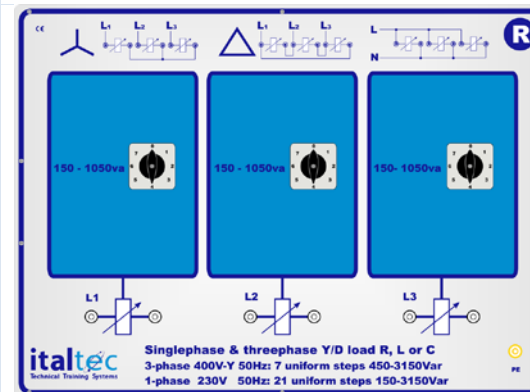 CE
L1 L2 L3
L1 L2 L3
L
N
R
150 - 1050va
150 - 1050va
150- 1050va
L1
L2
L3
italtec
Technical Training Systems
Singlephase & threephase Y/D load R, L or C
3-phase 400V-Y 50Hz: 7 uniform steps 450-3150Var
1-phase 230V 50Hz: 21 uniform steps 150-3150Var
PE